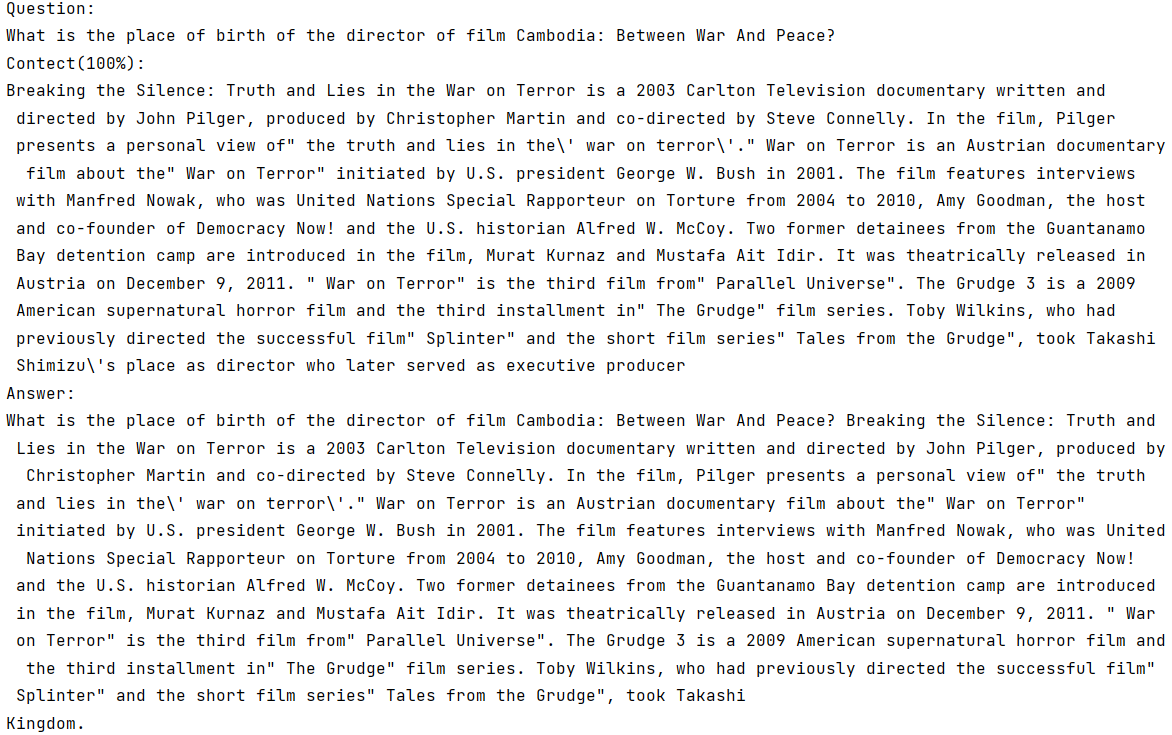 Question:
What is the place of birth of the director of film Cambodia: Between War And Peace?
Contect(100%):
Breaking the Silence: Truth and Lies in the War on Terror is a 2003 Carlton Television documentary written and
directed by John Pilger, produced by Christopher Martin and co-directed by Steve Connelly. In the film, Pilger
presents a personal view of" the truth and lies in the\' war on terror\'." War on Terror is an Austrian documentary
film about the" War on Terror" initiated by U.S. president George W. Bush in 2001. The film features interviews
with Manfred Nowak, who was United Nations Special Rapporteur on Torture from 2004 to 2010, Amy Goodman, the host
and co-founder of Democracy Now! and the U.S. historian Alfred W. McCoy. Two former detainees from the Guantanamo
Bay detention camp are introduced in the film, Murat Kurnaz and Mustafa Ait Idir. It was theatrically released in
Austria on December 9, 2011. " War on Terror" is the third film from" Parallel Universe". The Grudge 3 is a 2009
American supernatural horror film and the third installment in" The Grudge" film series. Toby Wilkins, who had
previously directed the successful film" Splinter" and the short film series" Tales from the Grudge", took Takashi
Shimizu\'s place as director who later served as executive producer
Answer:
What is the place of birth of the director of film Cambodia: Between War And Peace? Breaking the Silence: Truth and
Lies in the War on Terror is a 2003 Carlton Television documentary written and directed by John Pilger, produced by
Christopher Martin and co-directed by Steve Connelly. In the film, Pilger presents a personal view of" the truth
and lies in the\' war on terror\'." War on Terror is an Austrian documentary film about the" War on Terror"
initiated by U.S. president George W. Bush in 2001. The film features interviews with Manfred Nowak, who was United
Nations Special Rapporteur on Torture from 2004 to 2010, Amy Goodman, the host and co-founder of Democracy Now!
and the U.S. historian Alfred W. McCoy. Two former detainees from the Guantanamo Bay detention camp are introduced
in the film, Murat Kurnaz and Mustafa Ait Idir. It was theatrically released in Austria on December 9, 2011. " War
on Terror" is the third film from" Parallel Universe". The Grudge 3 is a 2009 American supernatural horror film and
the third installment in" The Grudge" film series. Toby Wilkins, who had previously directed the successful film"
Splinter" and the short film series" Tales from the Grudge", took Takashi
Kingdom.